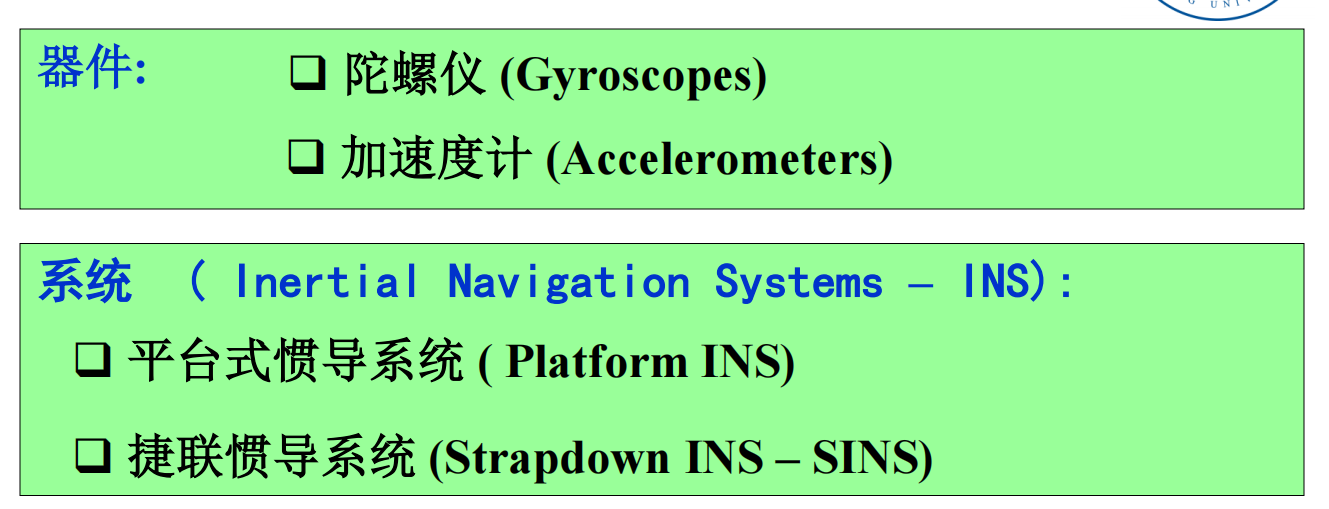 G UNI
器件:
❑ 陀螺仪 (Gyroscopes)
❑ 加速度计 (Accelerometers)
系统 ( Inertial Navigation Systems – INS):
❑ 平台式惯导系统 ( Platform INS)
❑ 捷联惯导系统 (Strapdown INS – SINS)